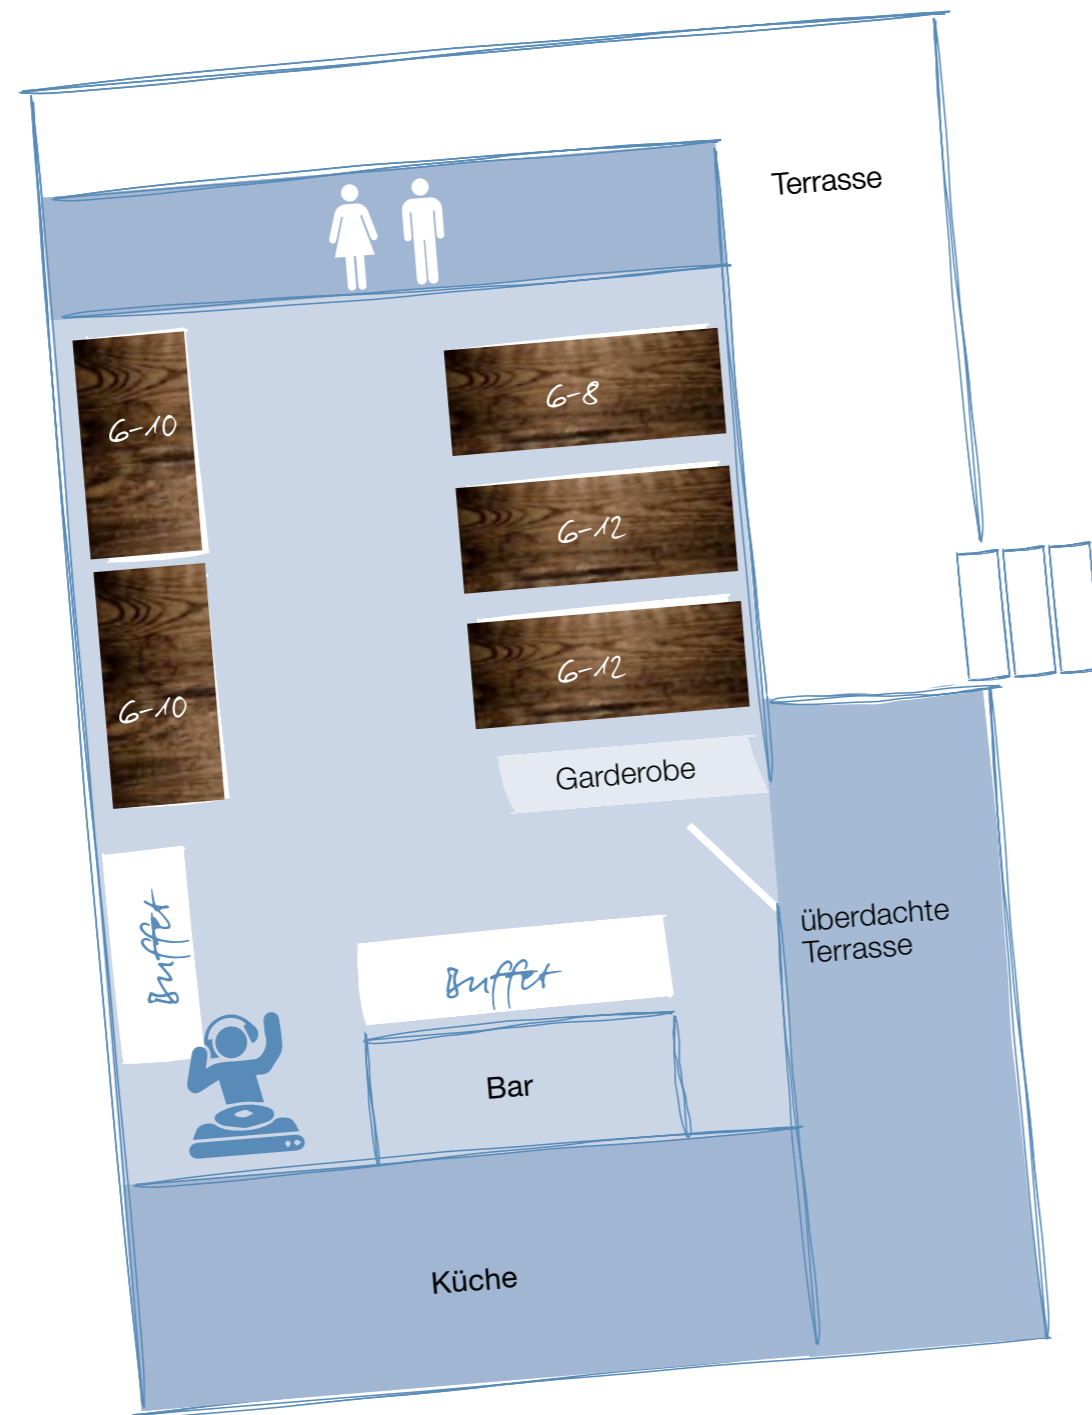 Terrasse
6-8
6-10
6-12
6-12
6-10
Garderobe
überdachte
Terrasse
Buffet
Buffet
Bar
Küche